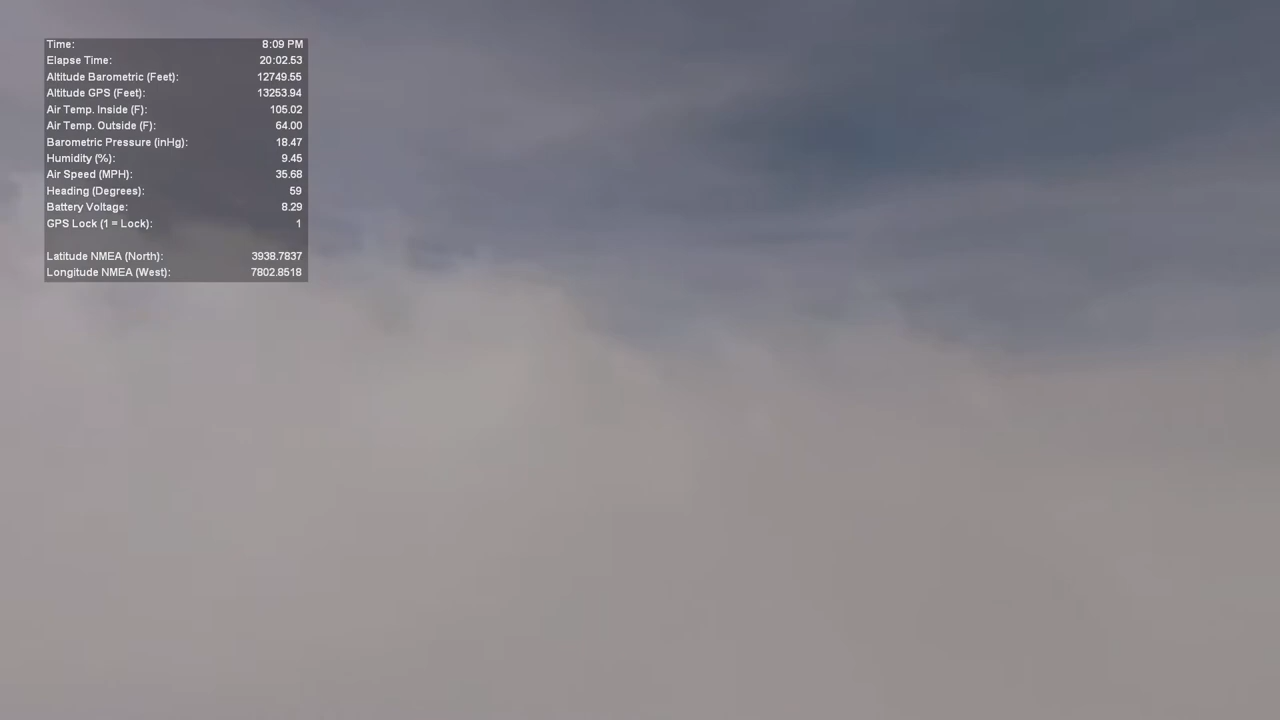 Time: 8:09 PM
Elapse Time: 20:02.53
Altitude Barometric (Feet): 12749.55
Altitude GPS (Feet): 13253.94
Air Temp. Inside (F): 105.02
Air Temp. Outside (F): 64.00
Barometric Pressure (inHg): 18.47
Humidity (%): 9.45
Air Speed (MPH): 35.68
Heading (Degrees): 59
Battery Voltage: 8.29
GPS Lock (1 = Lock): 1
Latitude NMEA (North): 3938.7837
Longitude NMEA (West): 7802.8518